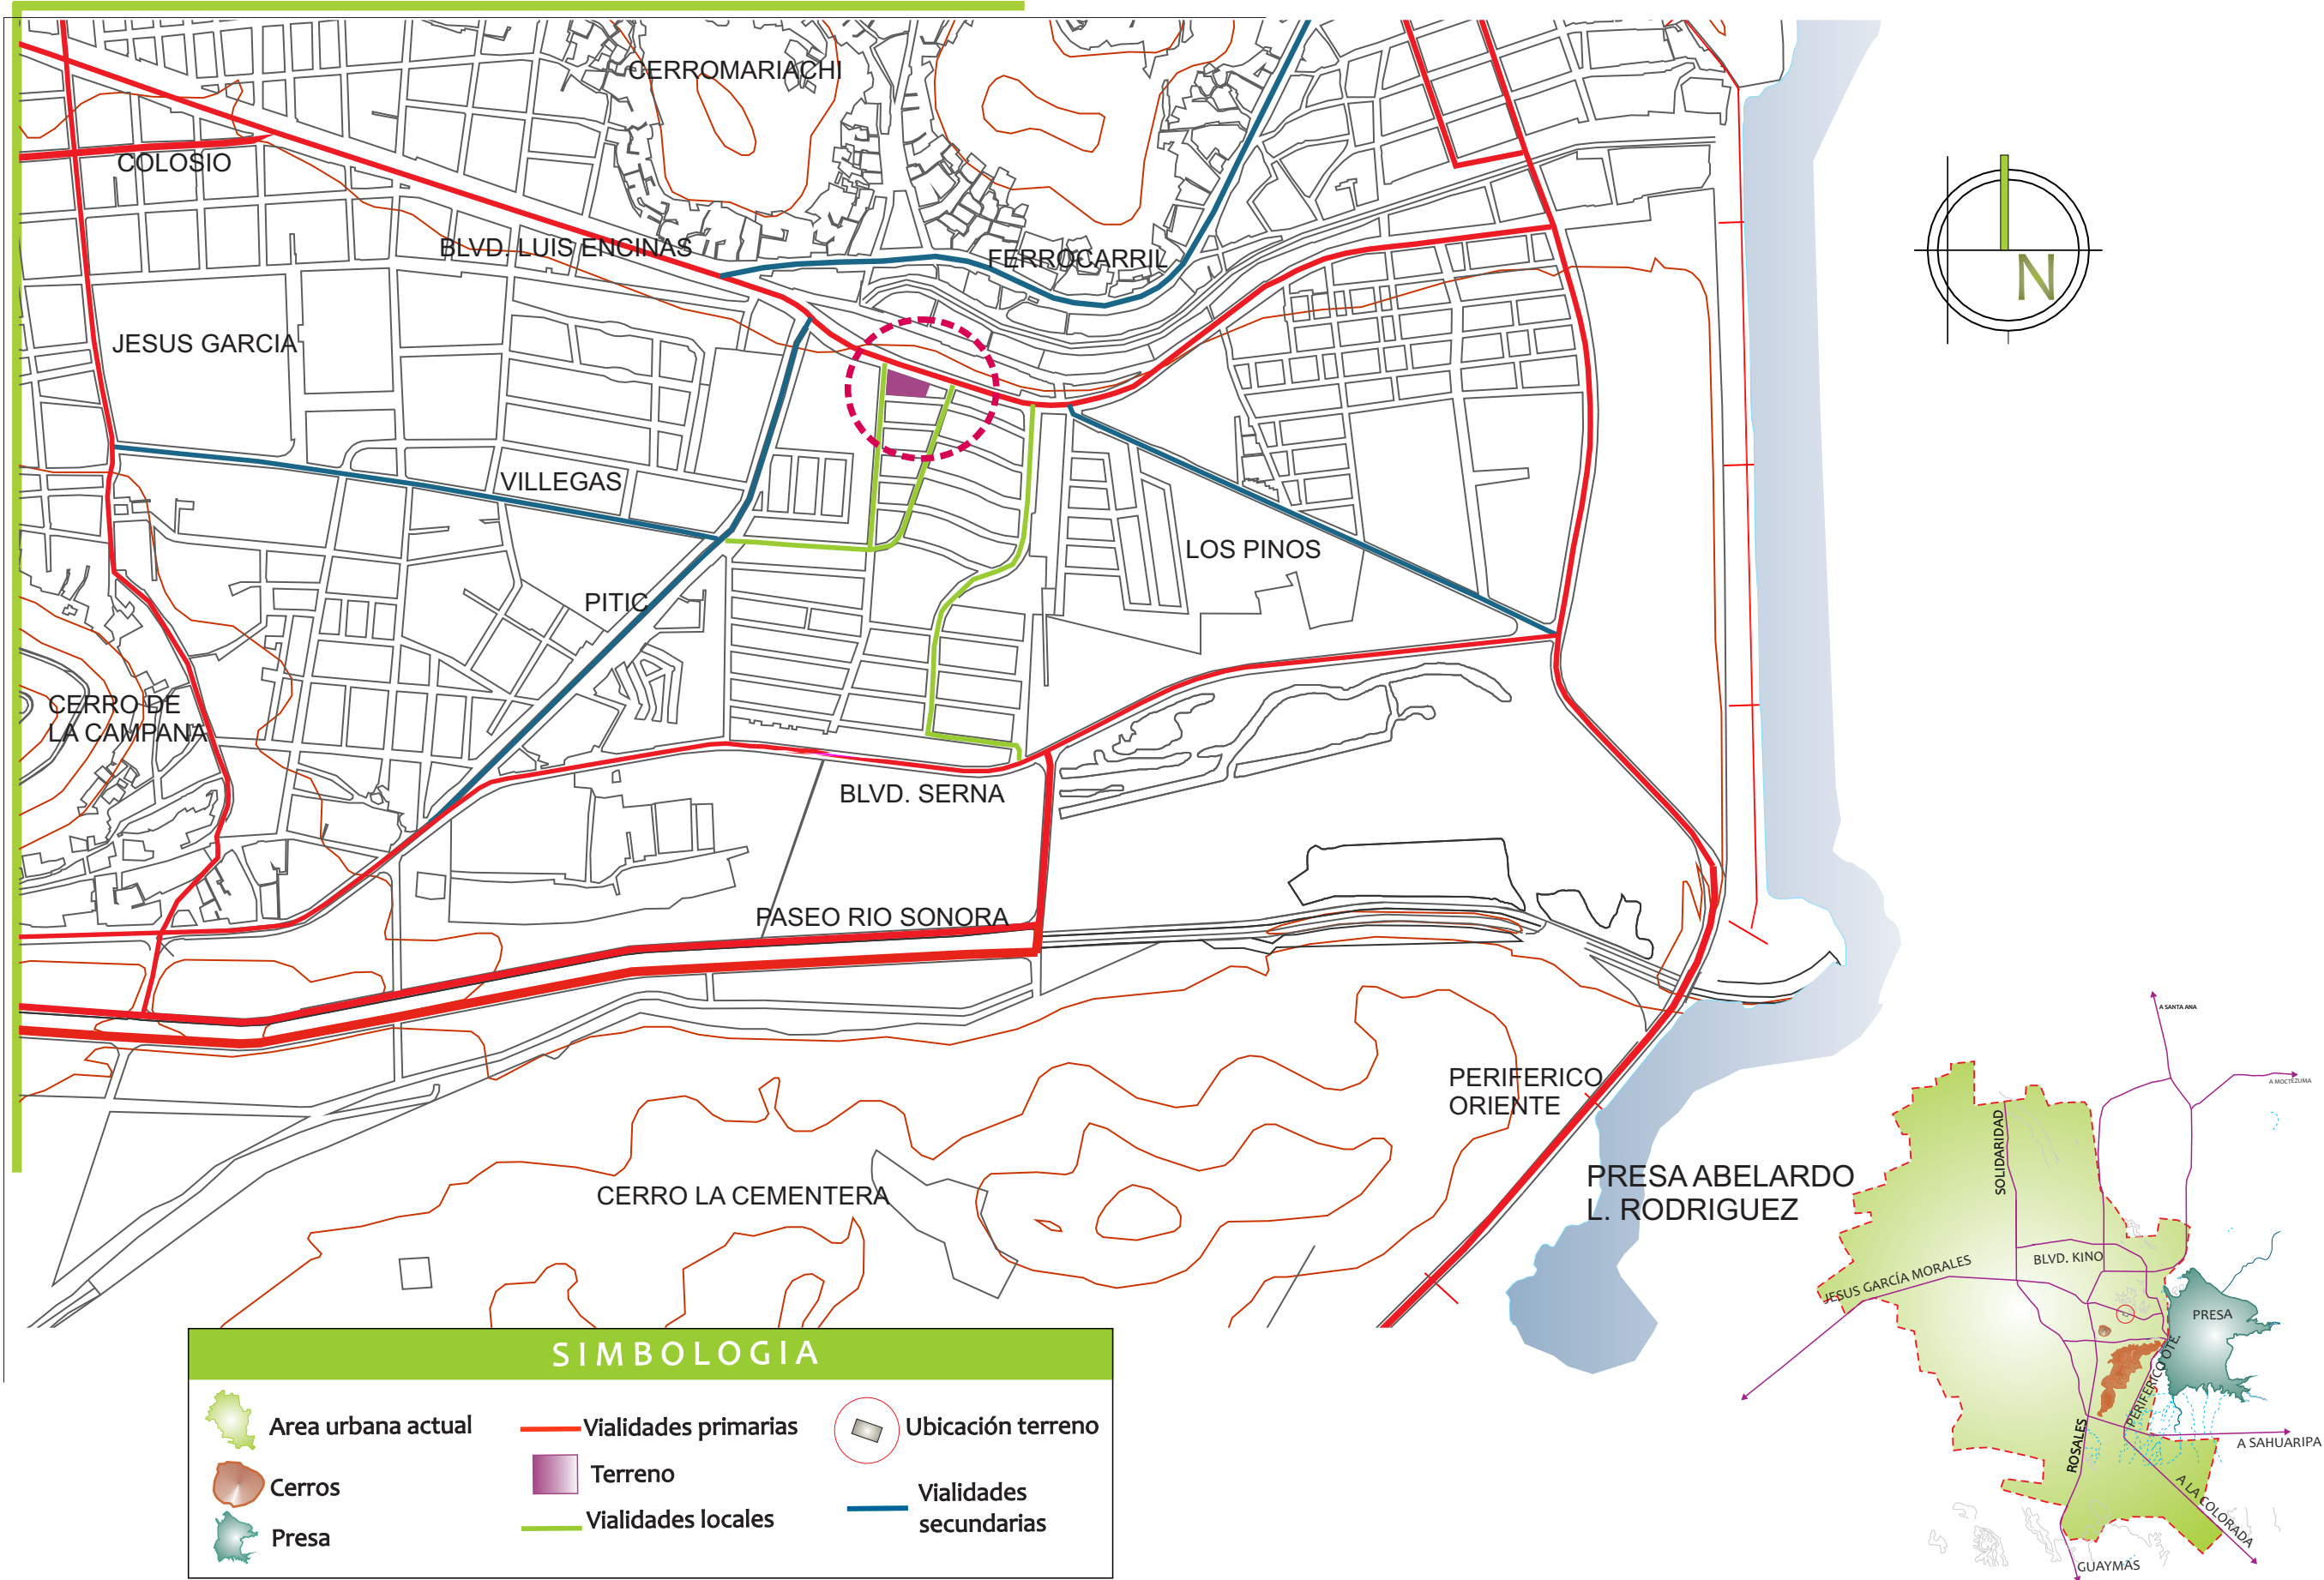 CERROMARIACHI
COLOSIO
BLVD. LUIS ENCINAS
FERROCARRIL
N
JESUS GARCIA
VILLEGAS
LOS PINOS
PITIC
CERRO DE
LA CAMPANA
BLVD. SERNA
PASEO RIO SONORA
PERIFERICO
ORIENTE
PRESA ABELARDO
L. RODRIGUEZ
CERRO LA CEMENTERA
A SANTA ANA
A MOCTEZUMA
SOLIDARIDAD
BLVD. KINO
JESUS GARCÍA MORALES
PRESA
PERIFERICO OTE.
ROSALES
A SAHUARIPA
A LA COLORADA
GUAYMAS
SIMBOLOGIA
Area urbana actual
Vialidades primarias
Ubicación terreno
Cerros
Terreno
Vialidades
secundarias
Presa
Vialidades locales